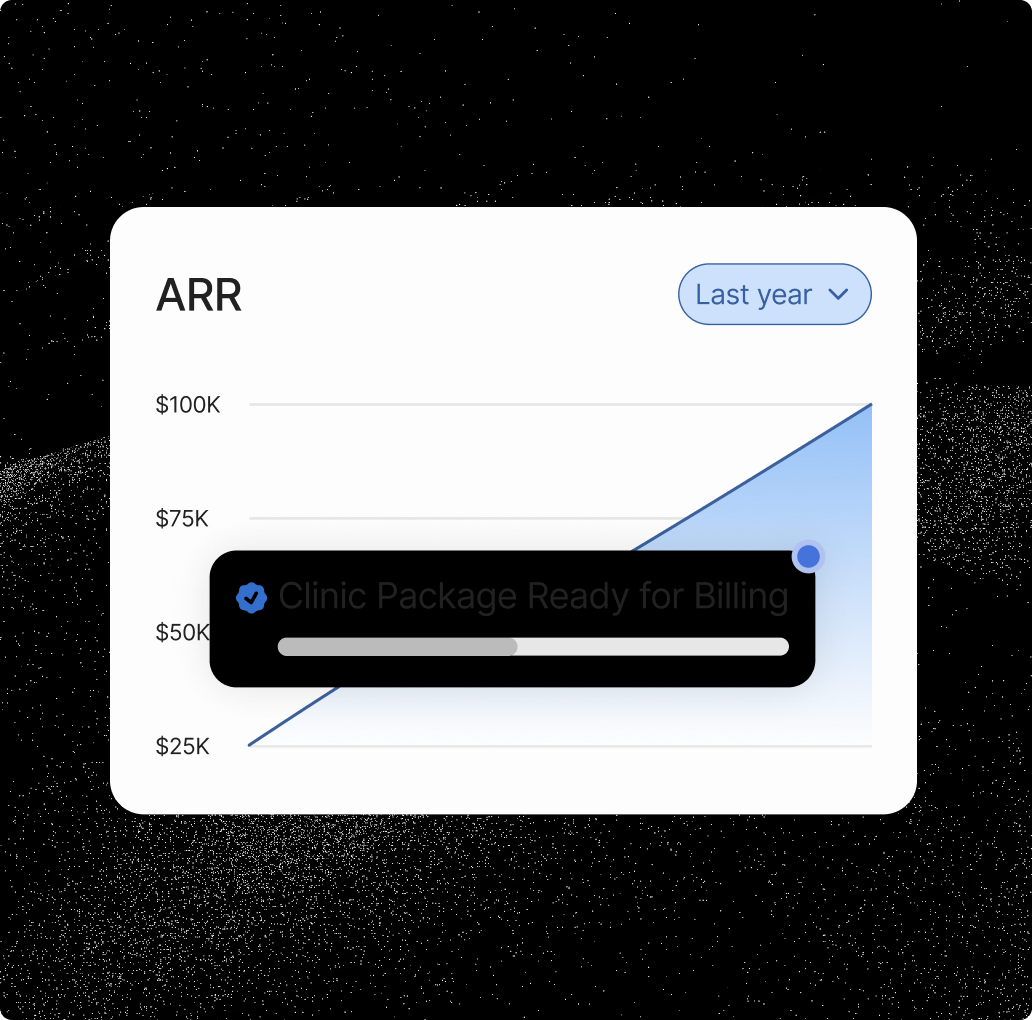 ARR
Last year
$100K
$75K
Clinic Package Ready for Billing
$50K
$25K